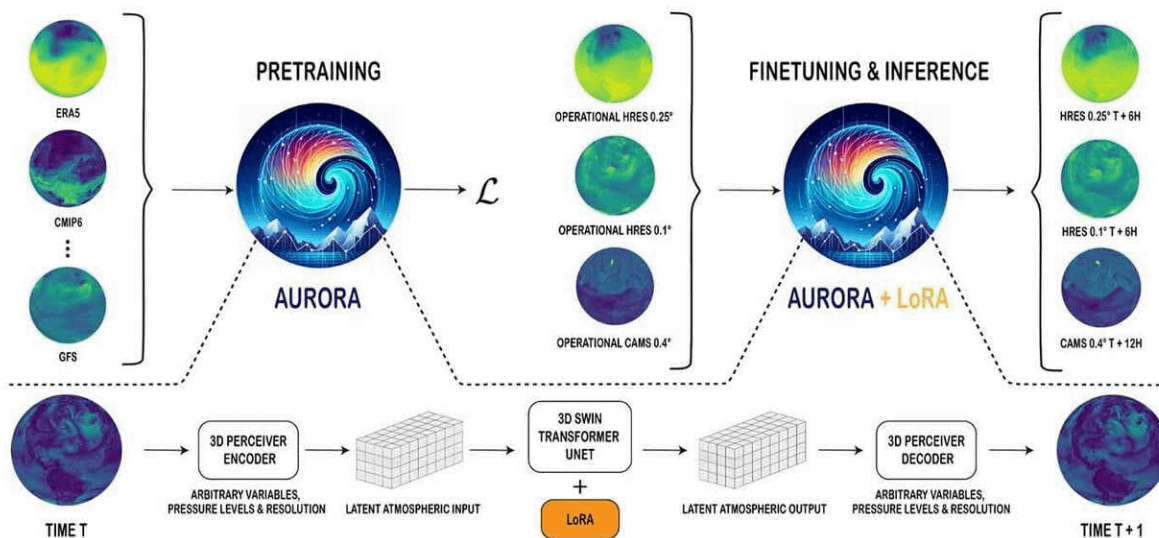 PRETRAINING
ERA5
CMIP6
GFS
AURORA
ℒ
FINETUNING & INFERENCE
OPERATIONAL HRES 0.25°
OPERATIONAL HRES 0.1°
OPERATIONAL CAMS 0.4°
AURORA + LoRA
HRES 0.25° T + 6H
HRES 0.1° T + 6H
CAMS 0.4° T + 12H
TIME T
3D PERCEIVER
ENCODER
ARBITRARY VARIABLES,
PRESSURE LEVELS & RESOLUTION
LATENT ATMOSPHERIC INPUT
3D SWIN
TRANSFORMER
UNET
+
LoRA
LATENT ATMOSPHERIC OUTPUT
3D PERCEIVER
DECODER
ARBITRARY VARIABLES,
PRESSURE LEVELS & RESOLUTION
TIME T + 1